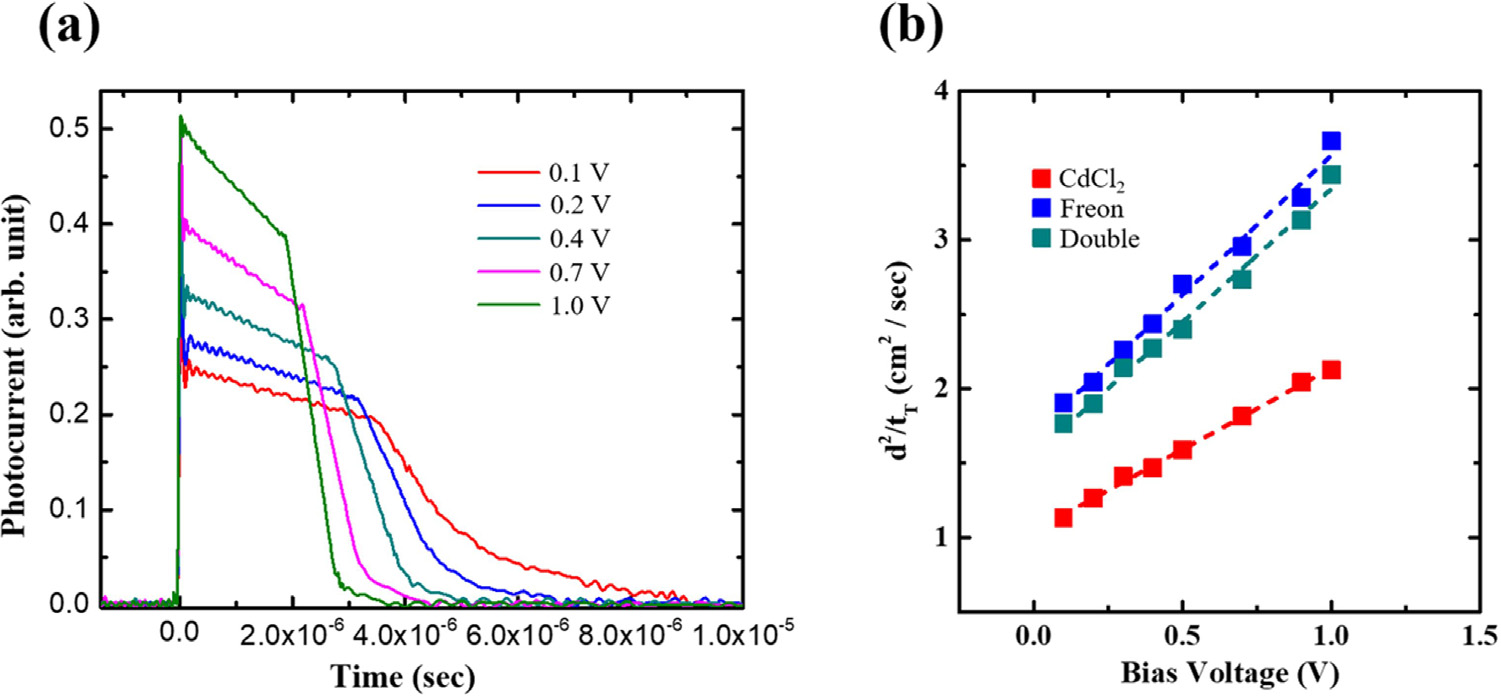 (a)
Photocurrent (arb. unit)
0.5
0.4
0.3
0.2
0.1
0.0
0.1 V
0.2 V
0.4 V
0.7 V
1.0 V
0.0 2.0x10⁻⁶ 4.0x10⁻⁶ 6.0x10⁻⁶ 8.0x10⁻⁶ 1.0x10⁻⁵
Time (sec)
(b)
d²/t_T (cm² / sec)
4
3
2
1
CdCl₂
Freon
Double
0.0 0.5 1.0 1.5
Bias Voltage (V)